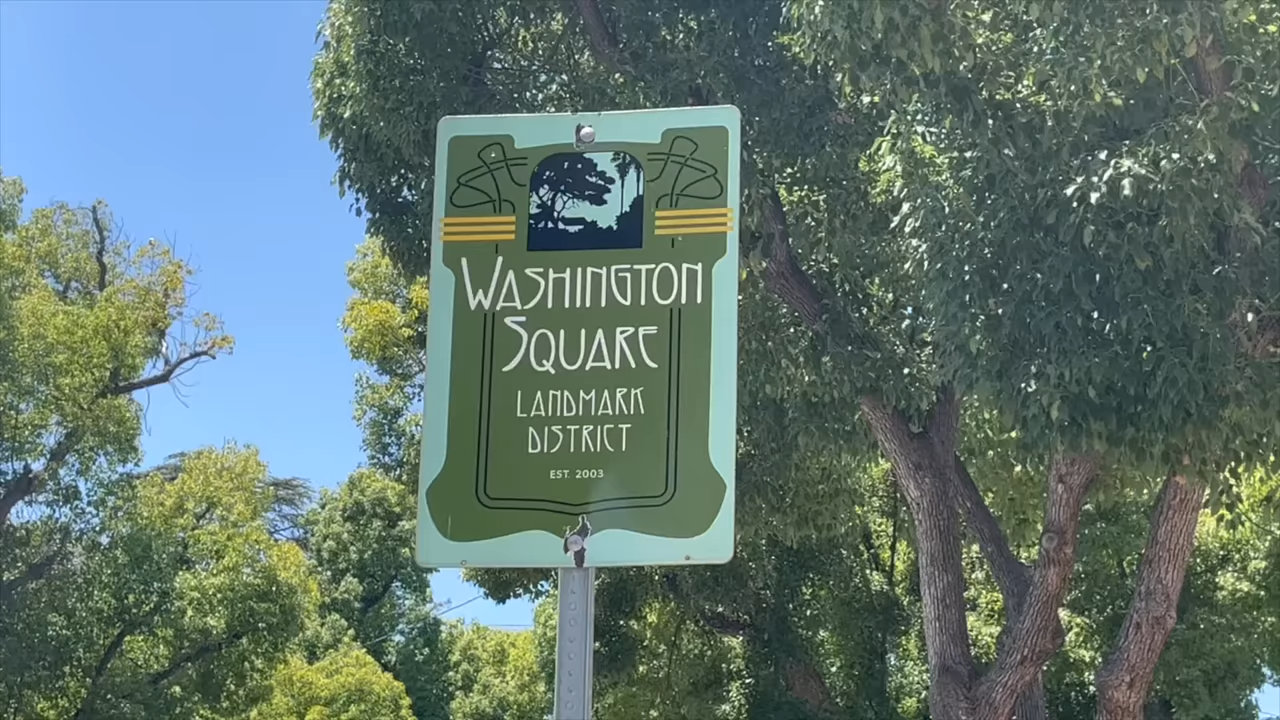 WASHINGTON
SQUARE
LANDMARK
DISTRICT
EST. 2003